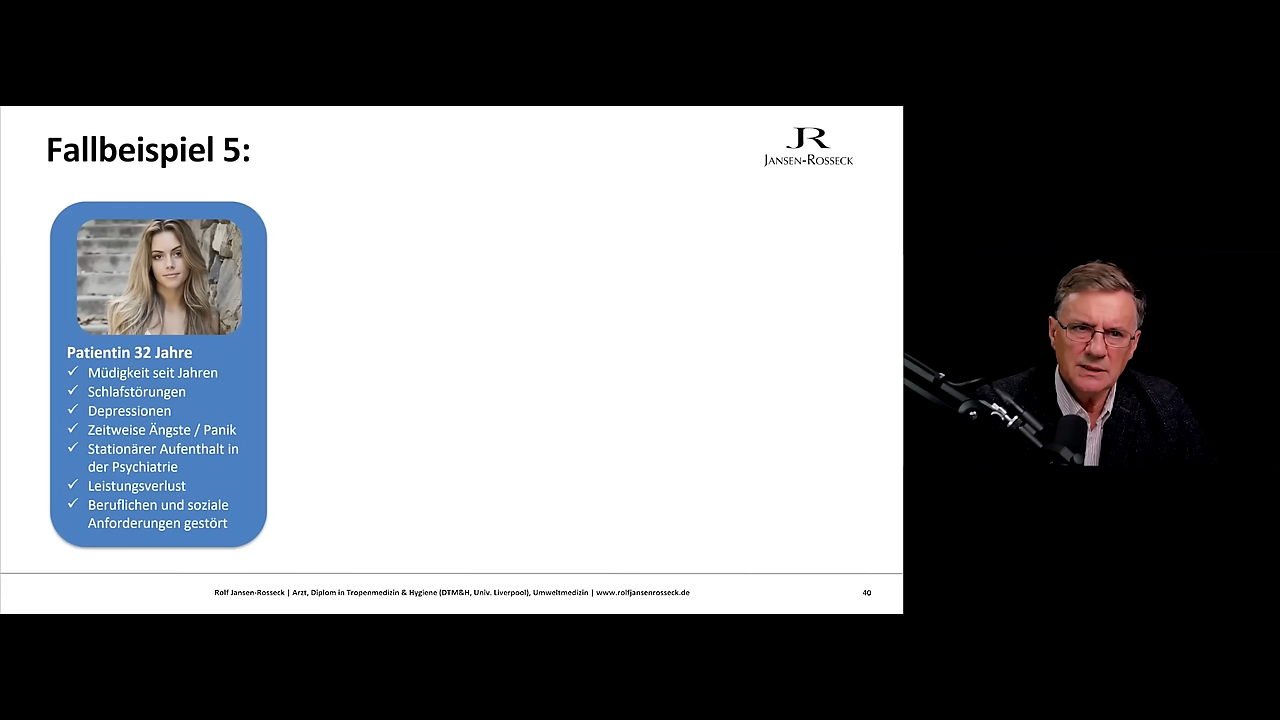 Fallbeispiel 5:
JR
JANSEN-ROSSECK
Patientin 32 Jahre
✓ Müdigkeit seit Jahren
✓ Schlafstörungen
✓ Depressionen
✓ Zeitweise Ängste / Panik
✓ Stationärer Aufenthalt in
der Psychiatrie
✓ Leistungsverlust
✓ Beruflichen und soziale
Anforderungen gestört
Rolf Jansen-Rosseck | Arzt, Diplom in Tropenmedizin & Hygiene (DTM&H, Univ. Liverpool), Umweltmedizin | www.rolfjansenrosseck.de
40